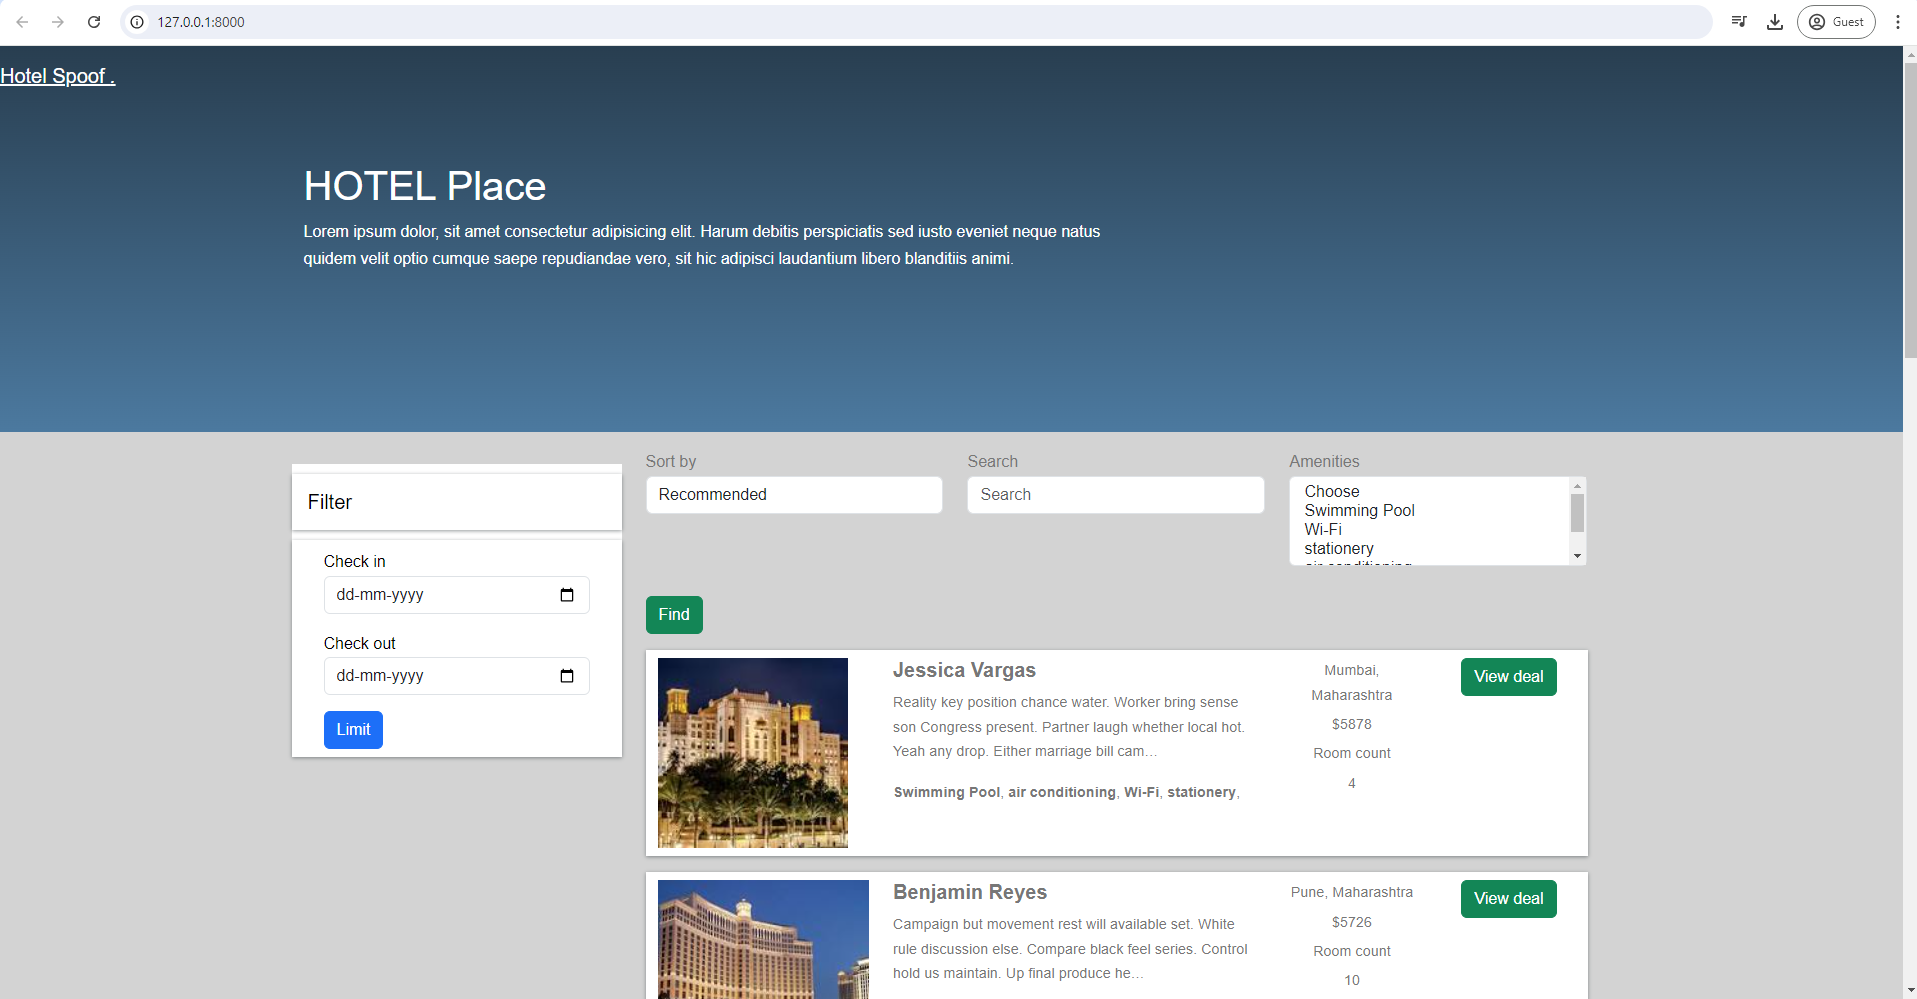 127.0.0.1:8000
Guest
Hotel Spoof .
HOTEL Place
Lorem ipsum dolor, sit amet consectetur adipisicing elit. Harum debitis perspiciatis sed iusto eveniet neque natus
quidem velit optio cumque saepe repudiandae vero, sit hic adipisci laudantium libero blanditiis animi.
Filter
Check in
dd-mm-yyyy
Check out
dd-mm-yyyy
Limit
Sort by
Recommended
Search
Search
Amenities
Choose
Swimming Pool
Wi-Fi
stationery
air conditioning
Find
Jessica Vargas
Reality key position chance water. Worker bring sense
son Congress present. Partner laugh whether local hot.
Yeah any drop. Either marriage bill cam…
Swimming Pool, air conditioning, Wi-Fi, stationery,
Mumbai,
Maharashtra
$5878
Room count
4
View deal
Benjamin Reyes
Campaign but movement rest will available set. White
rule discussion else. Compare black feel series. Control
hold us maintain. Up final produce he…
Pune, Maharashtra
$5726
Room count
10
View deal